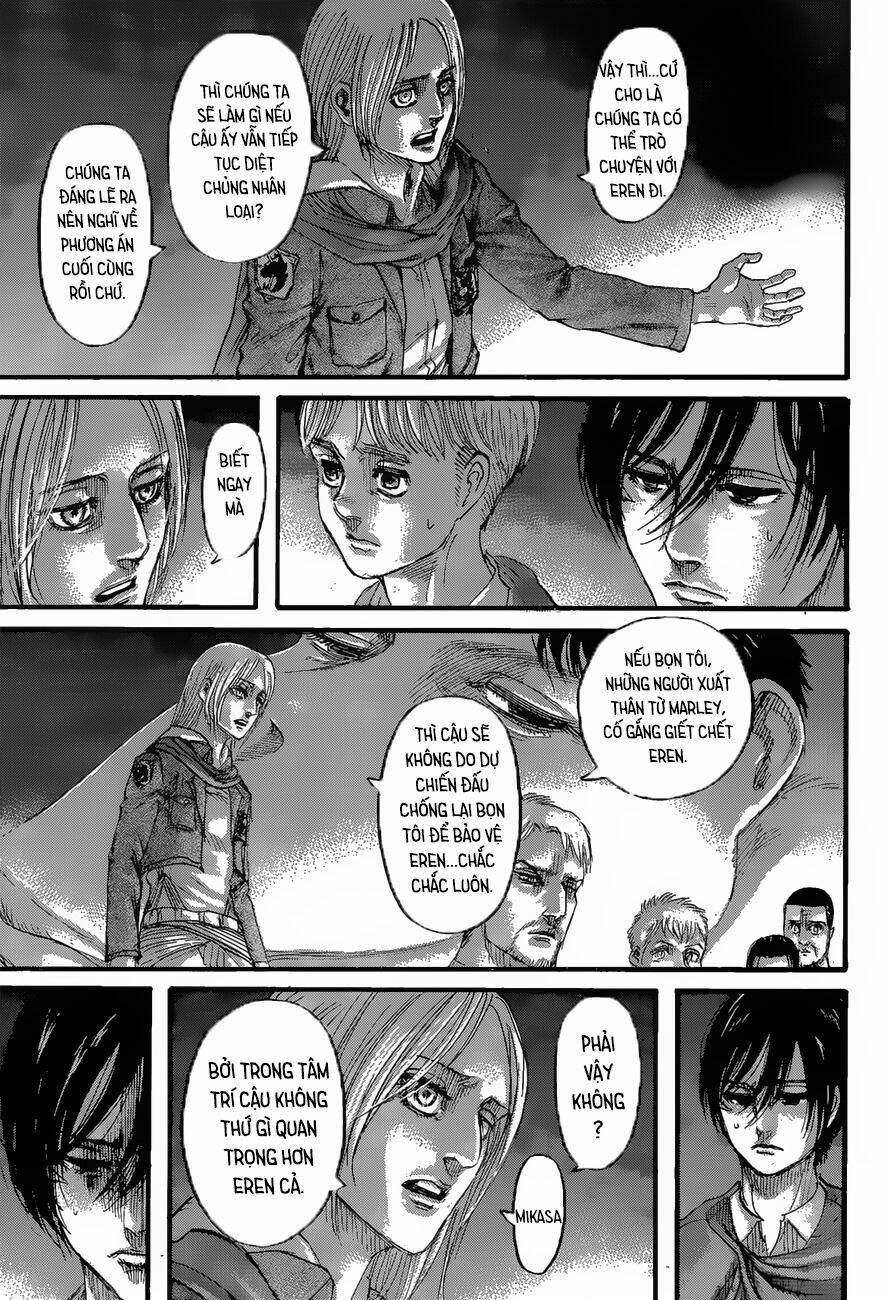 VẬY THÌ...CỨ
CHO LÀ
CHÚNG TA CÓ
THỂ TRÒ
CHUYỆN VỚI
EREN ĐI.
THÌ CHÚNG TA
SẼ LÀM GÌ NẾU
CẬU ẤY VẪN TIẾP
TỤC DIỆT
CHỦNG NHÂN
LOẠI?
CHÚNG TA
ĐÁNG LẼ RA
NÊN NGHĨ VỀ
PHƯƠNG ÁN
CUỐI CÙNG
RỒI CHỨ.
BIẾT
NGAY
MÀ
NẾU BỌN TÔI,
NHỮNG NGƯỜI XUẤT
THÂN TỪ MARLEY,
CỐ GẮNG GIẾT CHẾT
EREN.
THÌ CẬU SẼ
KHÔNG DO DỰ
CHIẾN ĐẤU
CHỐNG LẠI BỌN
TÔI ĐỂ BẢO VỆ
EREN...CHẮC
CHẮC LUÔN.
PHẢI
VẬY
KHÔNG
?
MIKASA
BỞI TRONG TÂM
TRÍ CẬU KHÔNG
THỨ GÌ QUAN
TRỌNG HƠN
EREN CẢ.